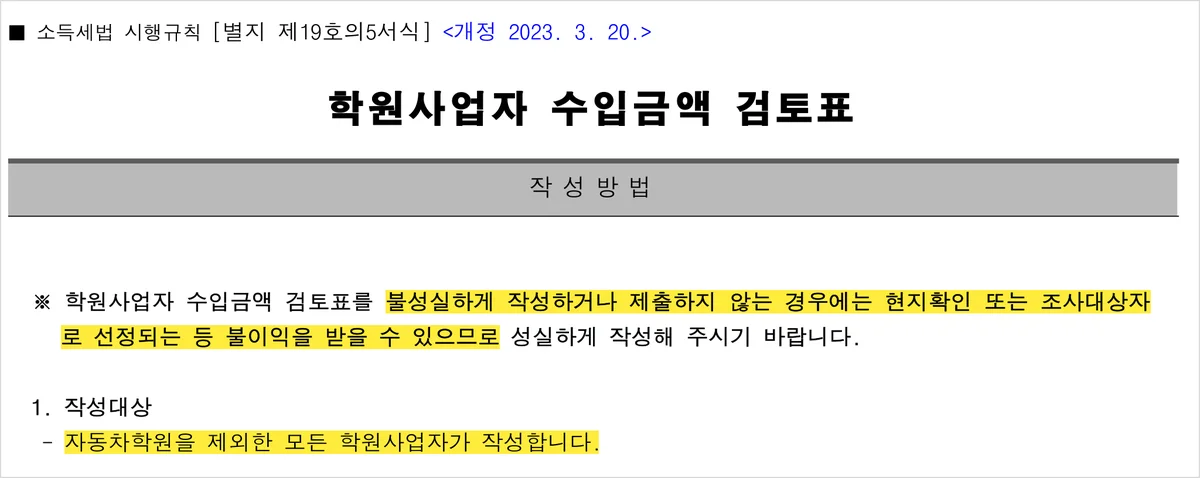 ■ 소득세법 시행규칙 [별지 제19호의5서식] <개정 2023. 3. 20.>
학원사업자 수입금액 검토표
작 성 방 법
※ 학원사업자 수입금액 검토표를 불성실하게 작성하거나 제출하지 않는 경우에는 현지확인 또는 조사대상자
로 선정되는 등 불이익을 받을 수 있으므로 성실하게 작성해 주시기 바랍니다.
1. 작성대상
- 자동차학원을 제외한 모든 학원사업자가 작성합니다.